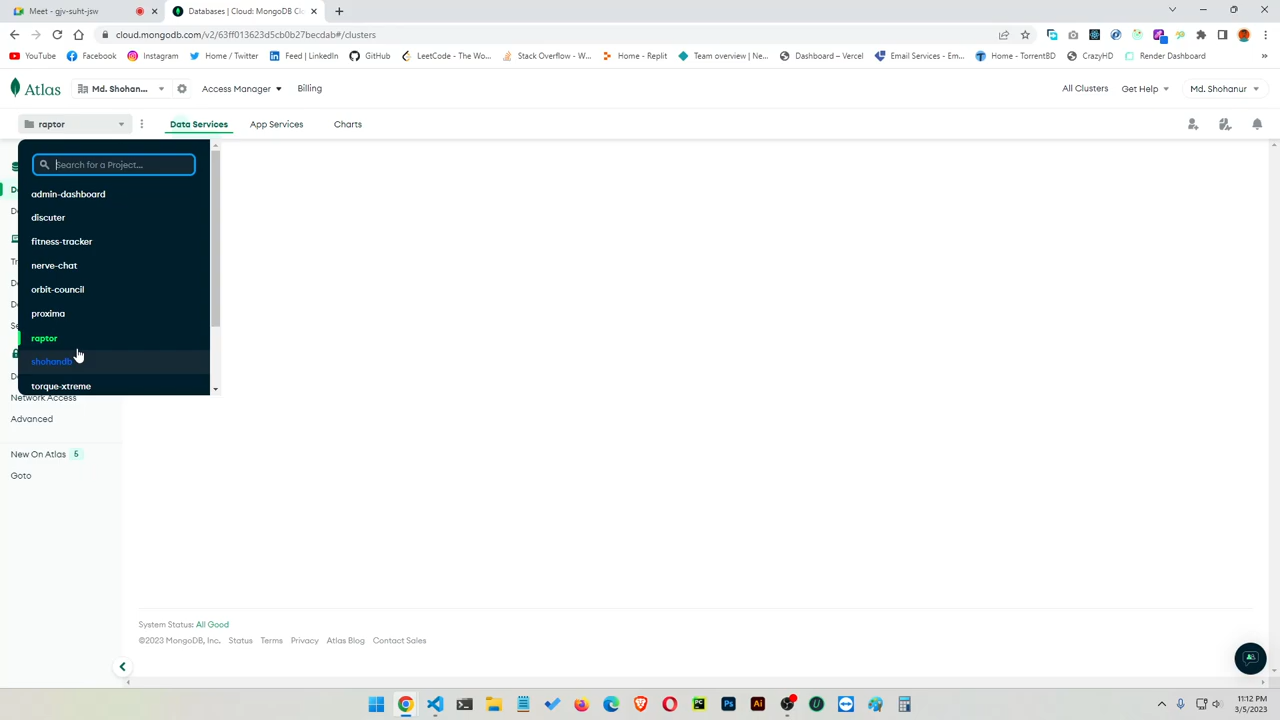 Meet - gjv-suht-jsw
Databases | Cloud: MongoDB Clo
cloud.mongodb.com/v2/63ff013623d5cb0b27becdab#/clusters
YouTube
Facebook
Instagram
Home / Twitter
Feed | LinkedIn
GitHub
LeetCode - The Wo...
Stack Overflow - W...
Home - Replit
Team overview | Ne...
Dashboard – Vercel
Email Services - Em...
Home - TorrentBD
CrazyHD
Render Dashboard
»
Atlas
Md. Shohan...
Access Manager
Billing
All Clusters
Get Help
Md. Shohanur
raptor
Data Services
App Services
Charts
Search for a Project...
admin-dashboard
discuter
fitness-tracker
nerve-chat
orbit-council
proxima
raptor
shohandb
torque-xtreme
Network Access
Advanced
New On Atlas 5
Goto
System Status: All Good
©2023 MongoDB, Inc.
Status
Terms
Privacy
Atlas Blog
Contact Sales
PC
Ps
Ai
11:12 PM
3/5/2023